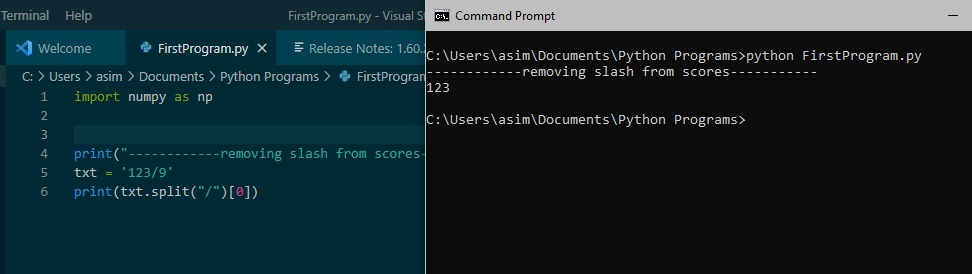 Terminal Help FirstProgram.py - Visual St
Welcome FirstProgram.py × Release Notes: 1.60.
C: > Users > asim > Documents > Python Programs > FirstProgram
1 import numpy as np
2
3
4 print("------------removing slash from scores-
5 txt = '123/9'
6 print(txt.split("/")[0])
Command Prompt
C:\Users\asim\Documents\Python Programs>python FirstProgram.py
------------removing slash from scores-----------
123
C:\Users\asim\Documents\Python Programs>